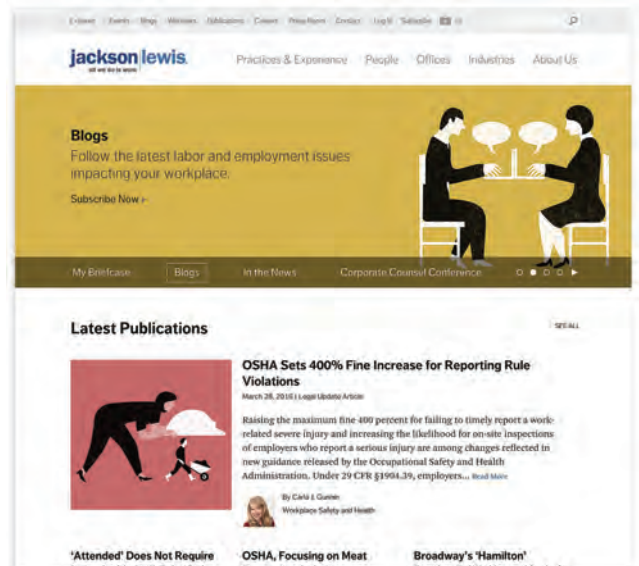 Events Blogs Webinars Publications Careers Press Room Contact Log In Subscribe
jackson lewis.
all we do is work
Practices & Experience People Offices Industries About Us
Blogs
Follow the latest labor and employment issues
impacting your workplace.
Subscribe Now
My Briefcase Blogs In the News Corporate Counsel Conference
Latest Publications
SEE ALL
OSHA Sets 400% Fine Increase for Reporting Rule
Violations
March 28, 2016 | Legal Update Article
Raising the maximum fine 400 percent for failing to timely report a work-
related severe injury and increasing the likelihood for on-site inspections
of employers who report a serious injury are among changes reflected in
new guidance released by the Occupational Safety and Health
Administration. Under 29 CFR §1904.39, employers... Read More
By Carla J. Gunnin
Workplace Safety and Health
'Attended' Does Not Require
OSHA, Focusing on Meat
Broadway's 'Hamilton'